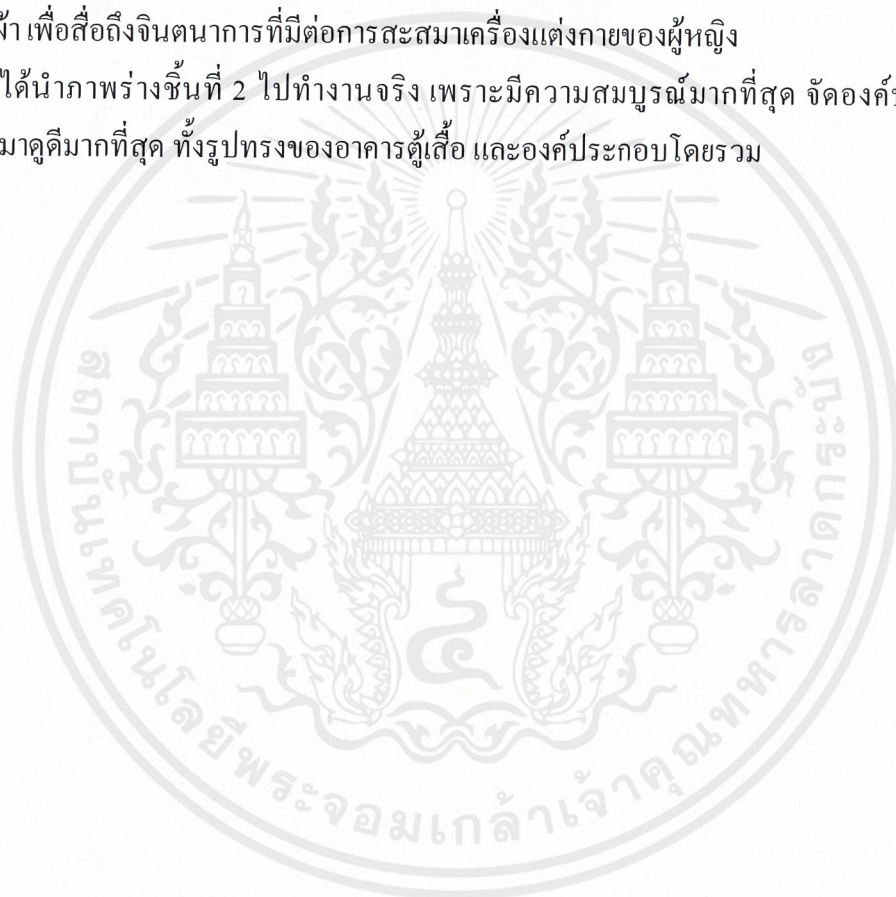 เพื่อสื่อถึงจินตนาการที่มีต่อการสะสมาเครื่องแต่งกายของผู้หญิง
ได้นำภาพร่างชิ้นที่ 2 ไปทำงานจริง เพราะมีความสมบูรณ์มากที่สุด
มาดูดีมากที่สุด ทั้งรูปทรงของอาคารตู้เสื้อ และองค์ประกอบโดยรวม
สถาบันเทคโนโลยีพระจอมเกล้าเจ้าคุณทหารลาดกระบัง